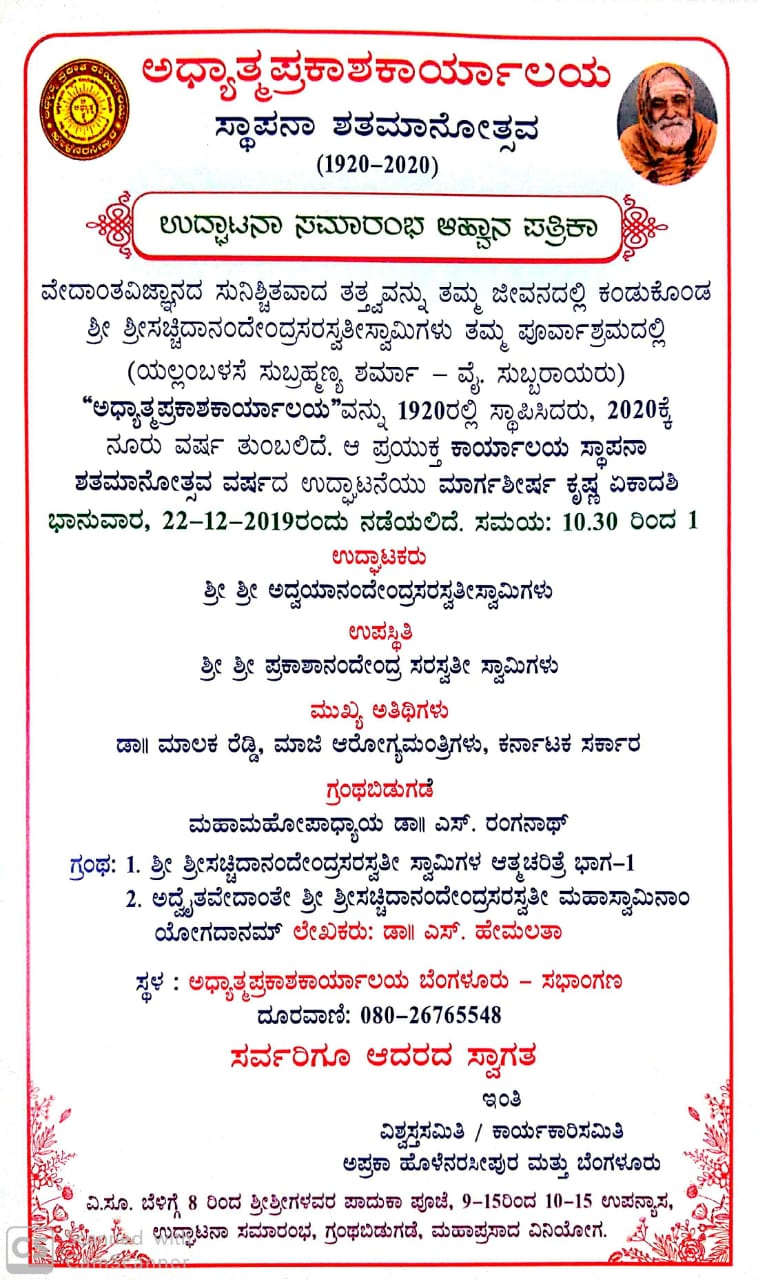 ಅಧ್ಯಾತ್ಮಪ್ರಕಾಶಕಾರ್ಯಾಲಯ
ಸ್ಥಾಪನಾ ಶತಮಾನೋತ್ಸವ
(1920–2020)
ಉದ್ಘಾಟನಾ ಸಮಾರಂಭ ಆಹ್ವಾನ ಪತ್ರಿಕಾ
ವೇದಾಂತವಿಜ್ಞಾನದ ಸುನಿಶ್ಚಿತವಾದ ತತ್ತ್ವವನ್ನು ತಮ್ಮ ಜೀವನದಲ್ಲಿ ಕಂಡುಕೊಂಡ
ಶ್ರೀ ಶ್ರೀಸಚ್ಚಿದಾನಂದೇಂದ್ರಸರಸ್ವತೀಸ್ವಾಮಿಗಳು ತಮ್ಮ ಪೂರ್ವಾಶ್ರಮದಲ್ಲಿ
(ಯಲ್ಲಂಬಳಸೆ ಸುಬ್ರಹ್ಮಣ್ಯ ಶರ್ಮಾ – ವೈ. ಸುಬ್ಬರಾಯರು)
“ಅಧ್ಯಾತ್ಮಪ್ರಕಾಶಕಾರ್ಯಾಲಯ”ವನ್ನು 1920ರಲ್ಲಿ ಸ್ಥಾಪಿಸಿದರು, 2020ಕ್ಕೆ
ನೂರು ವರ್ಷ ತುಂಬಲಿದೆ. ಆ ಪ್ರಯುಕ್ತ ಕಾರ್ಯಾಲಯ ಸ್ಥಾಪನಾ
ಶತಮಾನೋತ್ಸವ ವರ್ಷದ ಉದ್ಘಾಟನೆಯು ಮಾರ್ಗಶೀರ್ಷ ಕೃಷ್ಣ ಏಕಾದಶಿ
ಭಾನುವಾರ, 22–12–2019ರಂದು ನಡೆಯಲಿದೆ. ಸಮಯ: 10.30 ರಿಂದ 1
ಉದ್ಘಾಟಕರು
ಶ್ರೀ ಶ್ರೀ ಅದ್ವಯಾನಂದೇಂದ್ರಸರಸ್ವತೀಸ್ವಾಮಿಗಳು
ಉಪಸ್ಥಿತಿ
ಶ್ರೀ ಶ್ರೀ ಪ್ರಕಾಶಾನಂದೇಂದ್ರ ಸರಸ್ವತೀ ಸ್ವಾಮಿಗಳು
ಮುಖ್ಯ ಅತಿಥಿಗಳು
ಡಾ॥ ಮಾಲಕ ರೆಡ್ಡಿ, ಮಾಜಿ ಆರೋಗ್ಯಮಂತ್ರಿಗಳು, ಕರ್ನಾಟಕ ಸರ್ಕಾರ
ಗ್ರಂಥಬಿಡುಗಡೆ
ಮಹಾಮಹೋಪಾಧ್ಯಾಯ ಡಾ॥ ಎಸ್. ರಂಗನಾಥ್
ಗ್ರಂಥ: 1. ಶ್ರೀ ಶ್ರೀಸಚ್ಚಿದಾನಂದೇಂದ್ರಸರಸ್ವತೀ ಸ್ವಾಮಿಗಳ ಆತ್ಮಚರಿತ್ರೆ ಭಾಗ–1
2. ಅದ್ವೈತವೇದಾಂತೇ ಶ್ರೀ ಶ್ರೀಸಚ್ಚಿದಾನಂದೇಂದ್ರಸರಸ್ವತೀ ಮಹಾಸ್ವಾಮಿನಾಂ
ಯೋಗದಾನಮ್ ಲೇಖಕರು: ಡಾ॥ ಎಸ್. ಹೇಮಲತಾ
ಸ್ಥಳ : ಅಧ್ಯಾತ್ಮಪ್ರಕಾಶಕಾರ್ಯಾಲಯ ಬೆಂಗಳೂರು – ಸಭಾಂಗಣ
ದೂರವಾಣಿ: 080–26765548
ಸರ್ವರಿಗೂ ಆದರದ ಸ್ವಾಗತ
ಇಂತಿ
ವಿಶ್ವಸ್ತಸಮಿತಿ / ಕಾರ್ಯಕಾರಿಸಮಿತಿ
ಅಪ್ರಕಾ ಹೊಳೆನರಸೀಪುರ ಮತ್ತು ಬೆಂಗಳೂರು
ವಿ.ಸೂ. ಬೆಳಿಗ್ಗೆ 8 ರಿಂದ ಶ್ರೀಶ್ರೀಗಳವರ ಪಾದುಕಾ ಪೂಜೆ, 9–15ರಿಂದ 10–15 ಉಪನ್ಯಾಸ,
ಉದ್ಘಾಟನಾ ಸಮಾರಂಭ, ಗ್ರಂಥಬಿಡುಗಡೆ, ಮಹಾಪ್ರಸಾದ ವಿನಿಯೋಗ.
CS Scanned with
CamScanner